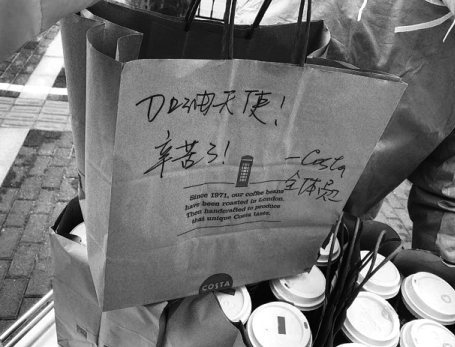 加油天使！
辛苦了！
—Costa
全体
Since 1971, our coffee beans
have been roasted in London.
Then handcrafted to produce
that unique Costa taste.
COSTA